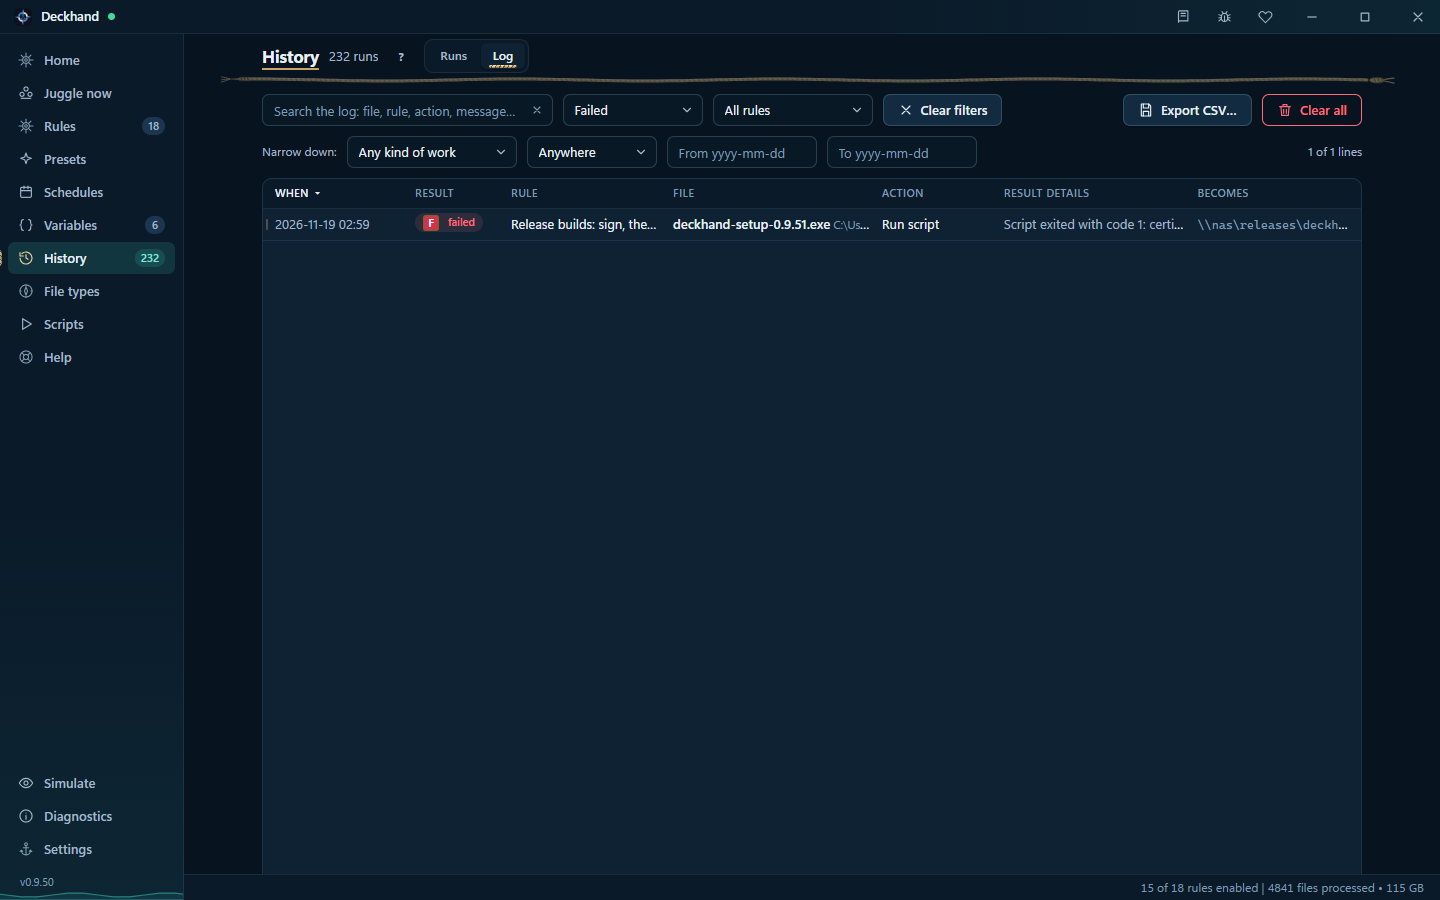 Deckhand
Home
Juggle now
Rules 18
Presets
Schedules
Variables 6
History 232
File types
Scripts
Help
Simulate
Diagnostics
Settings
v0.9.50
History 232 runs ? Runs Log
Search the log: file, rule, action, message... Failed All rules Clear filters Export CSV... Clear all
Narrow down: Any kind of work Anywhere From yyyy-mm-dd To yyyy-mm-dd 1 of 1 lines
WHEN RESULT RULE FILE ACTION RESULT DETAILS BECOMES
2026-11-19 02:59 F failed Release builds: sign, the... deckhand-setup-0.9.51.exe C:\Us... Run script Script exited with code 1: certi... \\nas\releases\deckh...
15 of 18 rules enabled | 4841 files processed • 115 GB